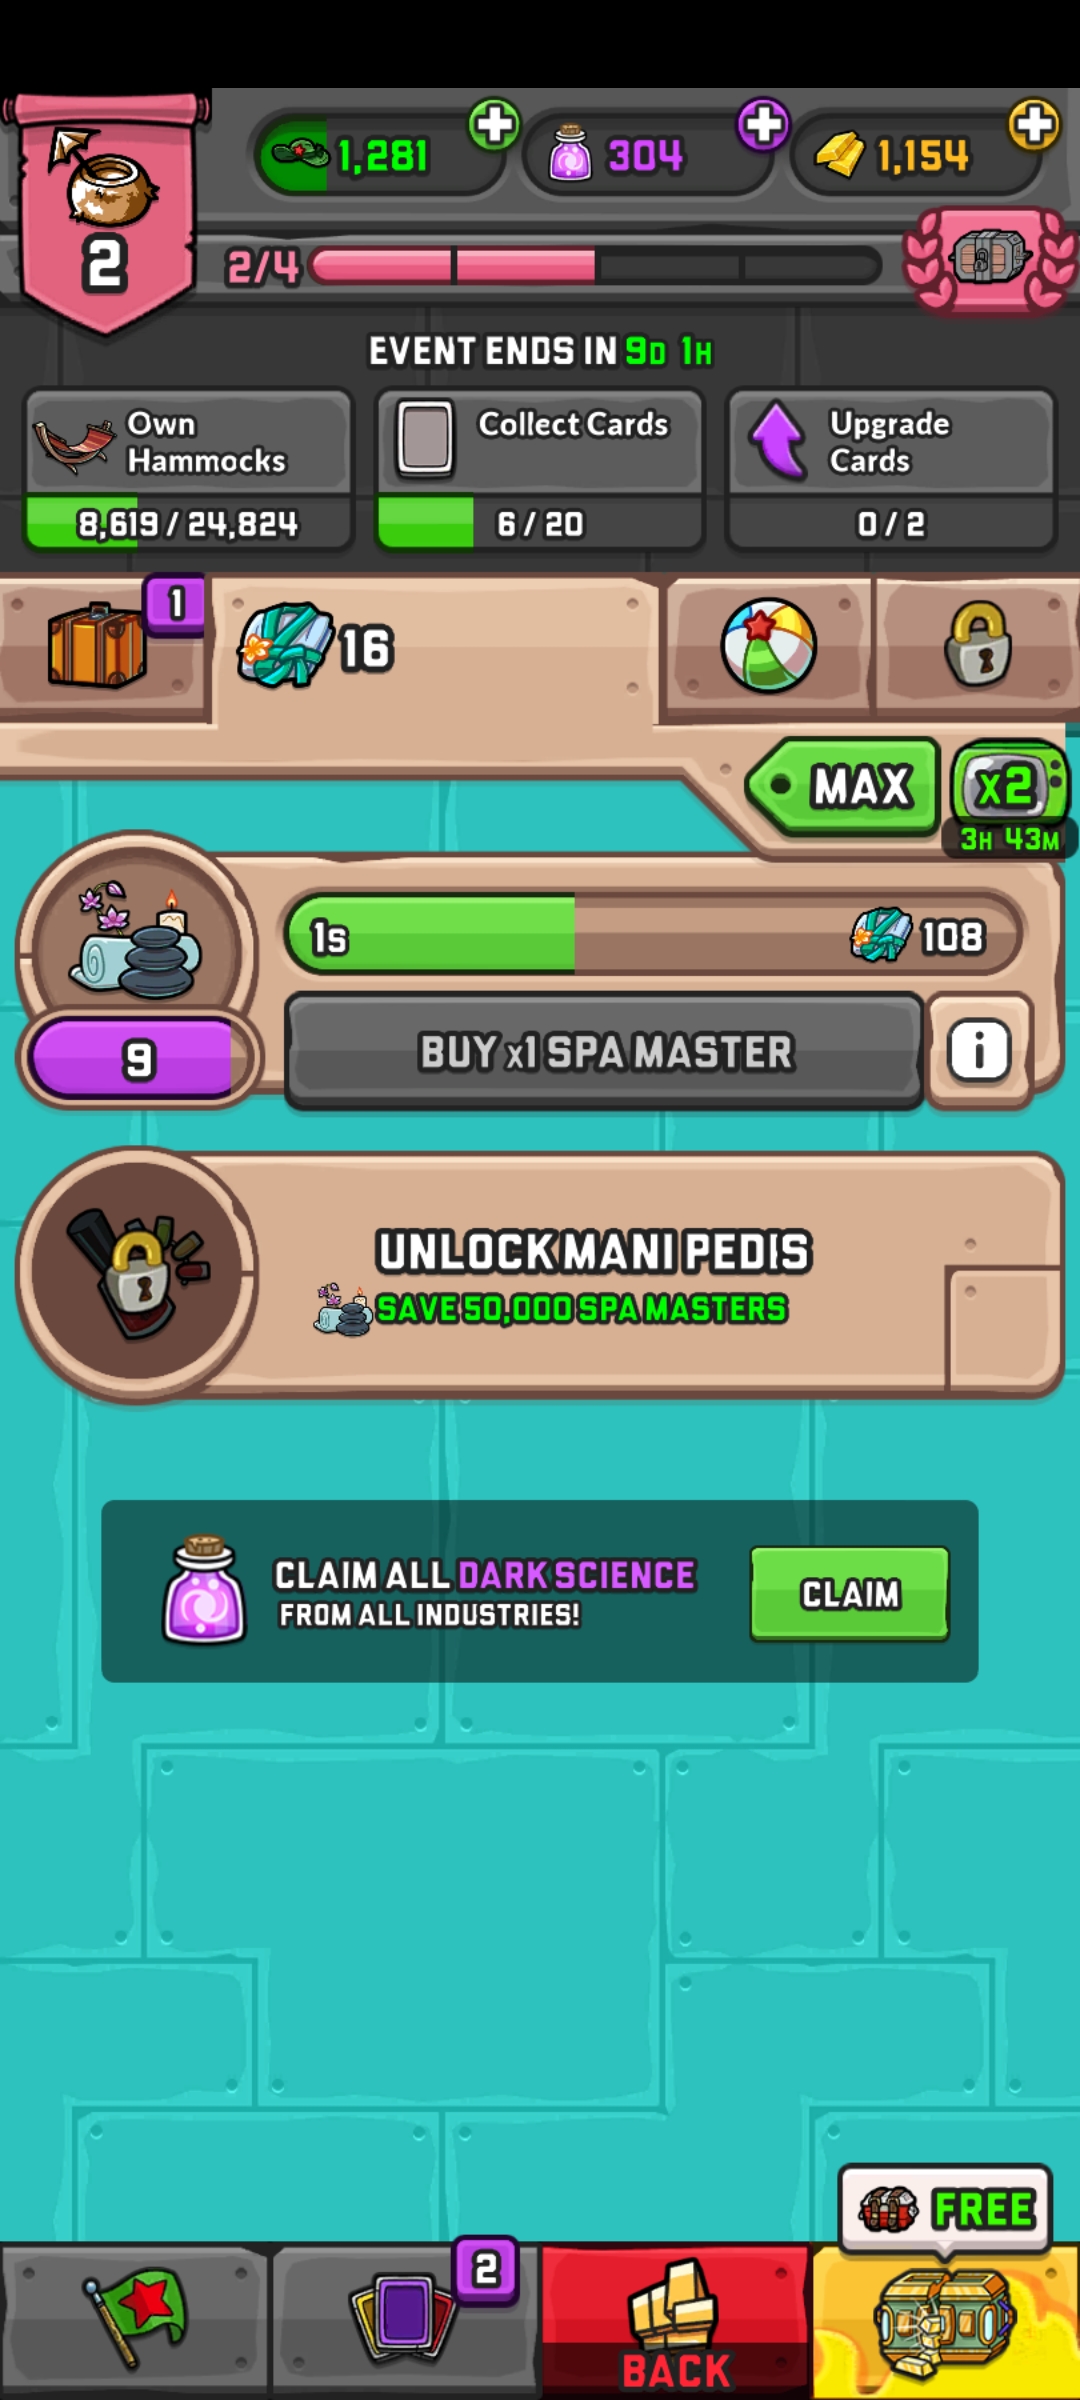 1,281
304
1,154
2
2/4
EVENT ENDS IN 9D 1H
Own
Hammocks
8,619 / 24,824
Collect Cards
6 / 20
Upgrade
Cards
0 / 2
1
16
MAX
x2
3H 43M
1s
108
9
BUY x1 SPA MASTER
i
UNLOCK MANI PEDIS
SAVE 50,000 SPA MASTERS
CLAIM ALL DARK SCIENCE
FROM ALL INDUSTRIES!
CLAIM
FREE
2
BACK